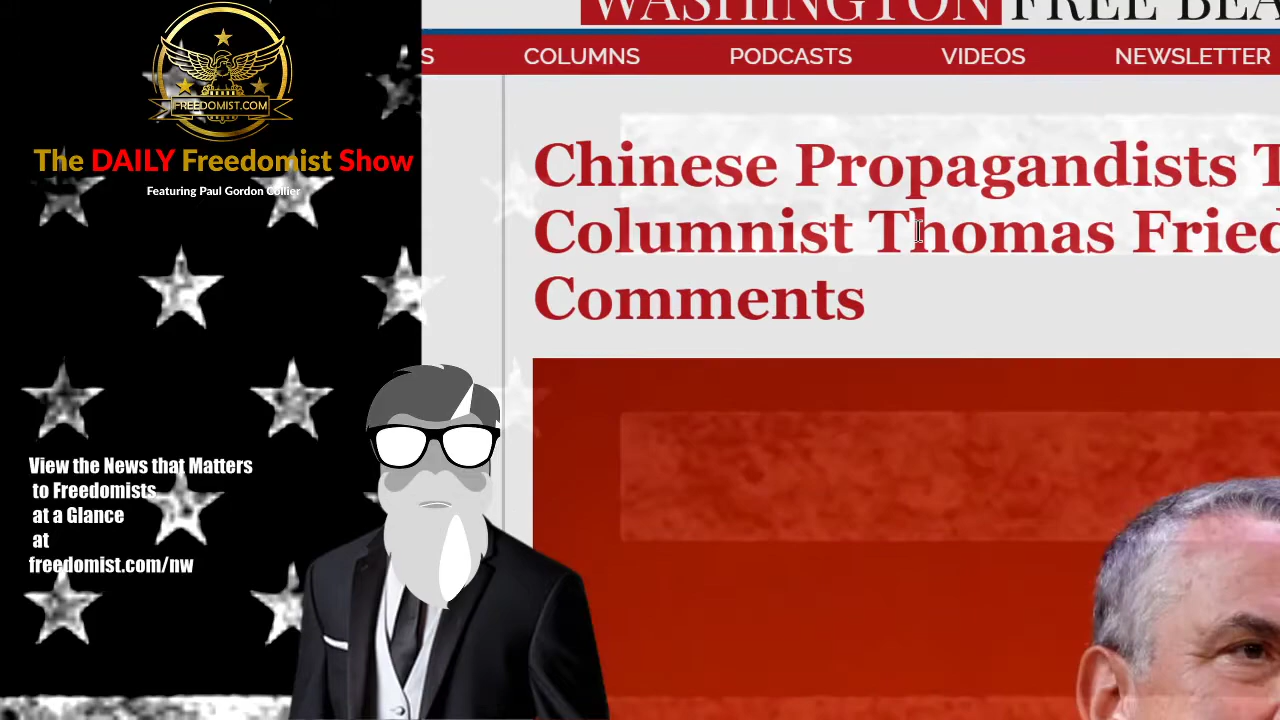 FREEDOMIST.COM
The DAILY Freedomist Show
Featuring Paul Gordon Collier
View the News that Matters
to Freedomists
at a Glance
at
freedomist.com/nw
WASHINGTON FREE BEA
S COLUMNS PODCASTS VIDEOS NEWSLETTER
Chinese Propagandists T
Columnist Thomas Fried
Comments